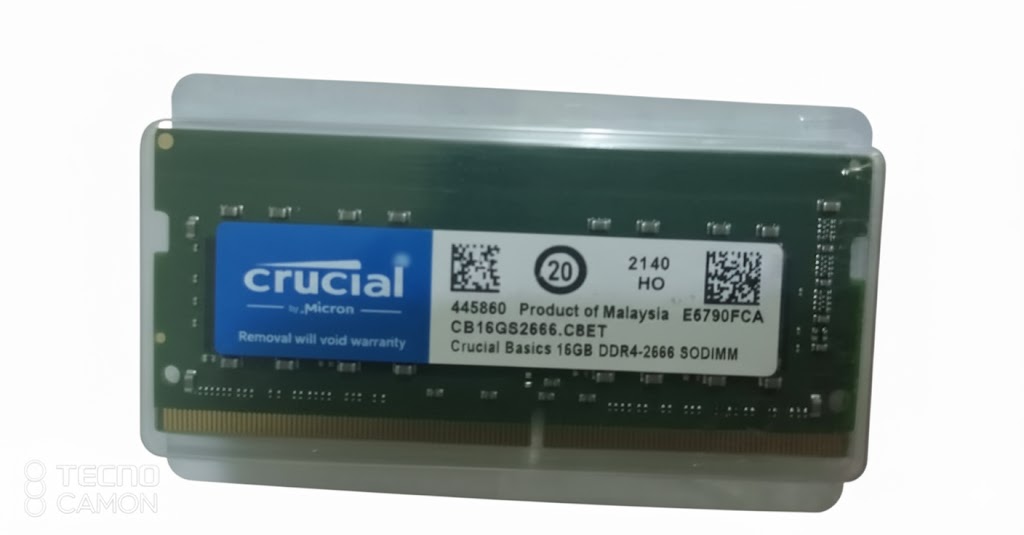 crucial
by Micron
Removal will void warranty
20
2140
HO
445860 Product of Malaysia E6790FCA
CB16GS2666.C8ET
Crucial Basics 16GB DDR4-2666 SODIMM
TECNO
CAMON